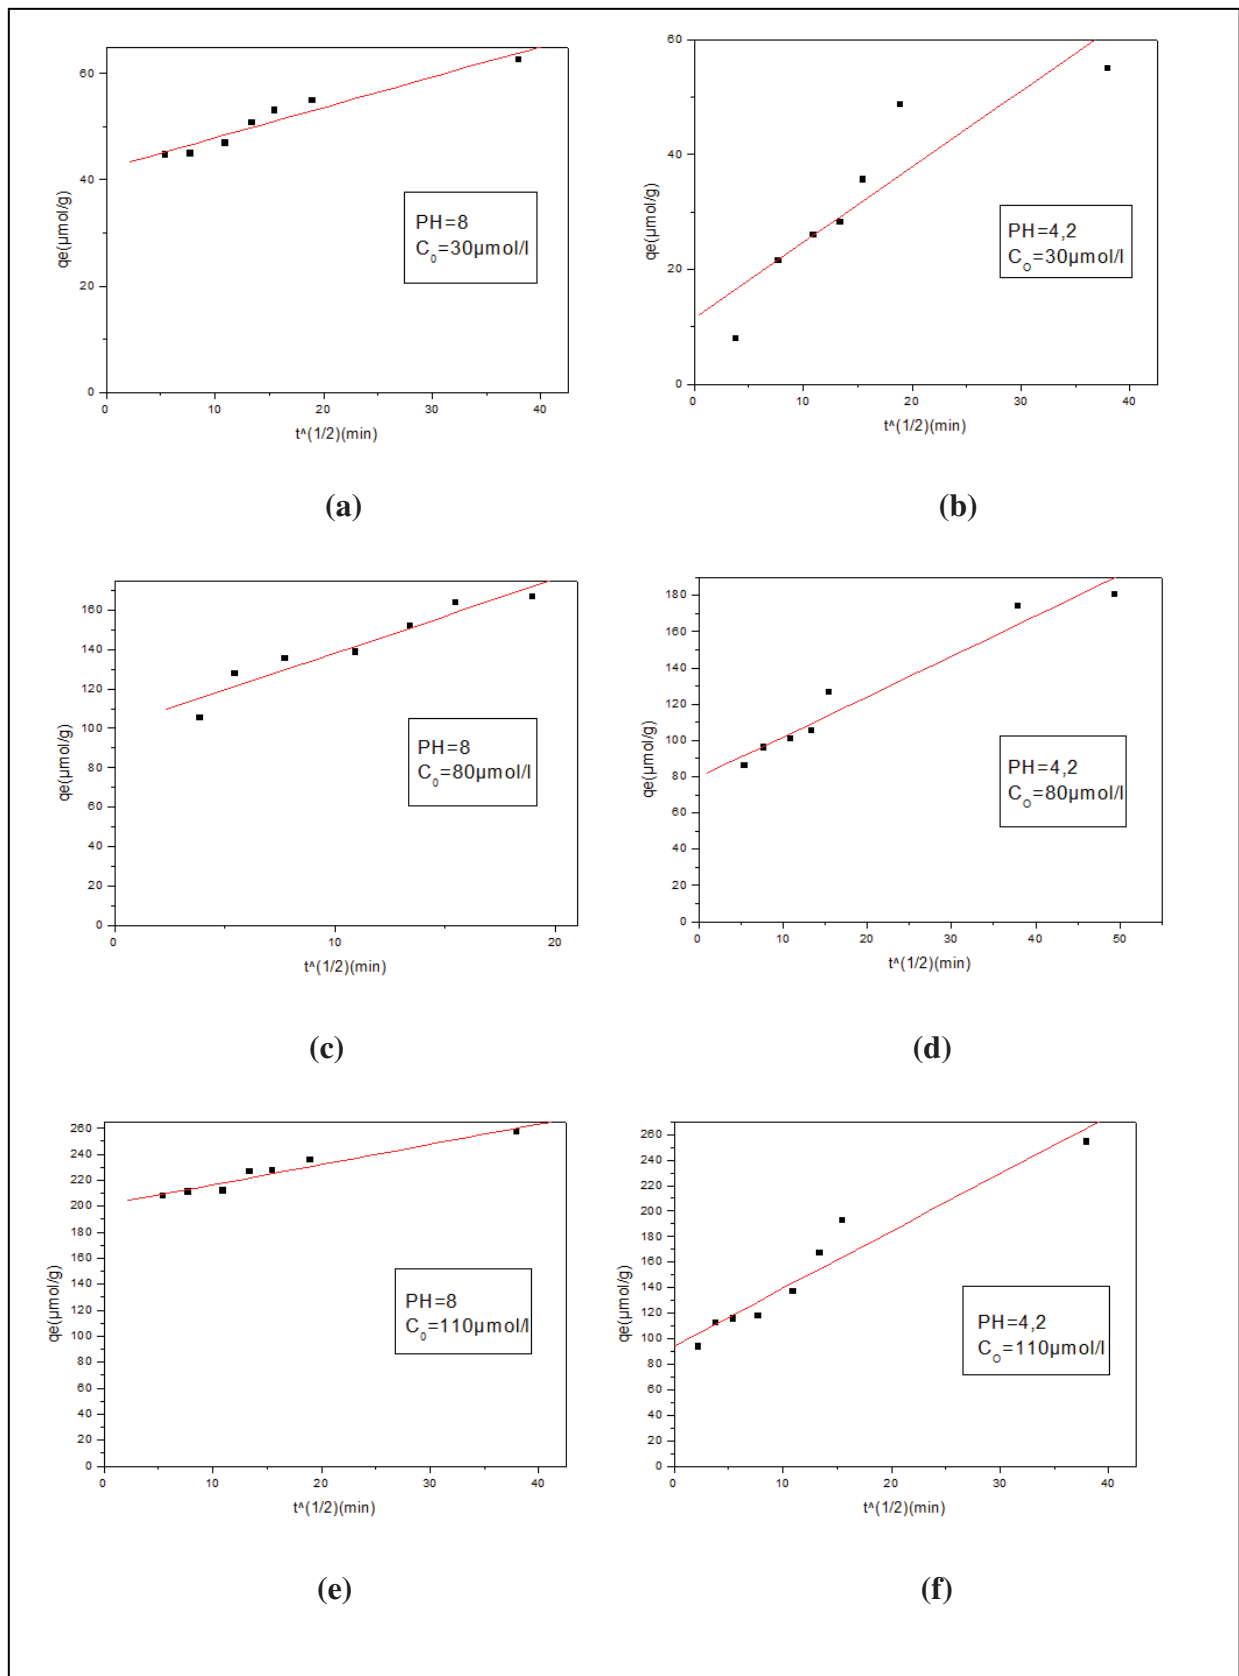 60
40
20
0
0 10 20 30 40
qe(µmol/g)
t^(1/2)(min)
PH=8
C₀=30µmol/l
(a)
60
40
20
0
0 10 20 30 40
qe(µmol/g)
t^(1/2)(min)
PH=4,2
C_O=30µmol/l
(b)
160
140
120
100
80
60
40
20
0
0 10 20
qe(µmol/g)
t^(1/2)(min)
PH=8
C₀=80µmol/l
(c)
180
160
140
120
100
80
60
40
20
0
0 10 20 30 40 50
qe(µmol/g)
t^(1/2)(min)
PH=4,2
C_O=80µmol/l
(d)
260
240
220
200
180
160
140
120
100
80
60
40
20
0
0 10 20 30 40
qe(µmol/g)
t^(1/2)(min)
PH=8
C₀=110µmol/l
(e)
260
240
220
200
180
160
140
120
100
80
60
40
20
0
0 10 20 30 40
qe(µmol/g)
t^(1/2)(min)
PH=4,2
C_O=110µmol/l
(f)